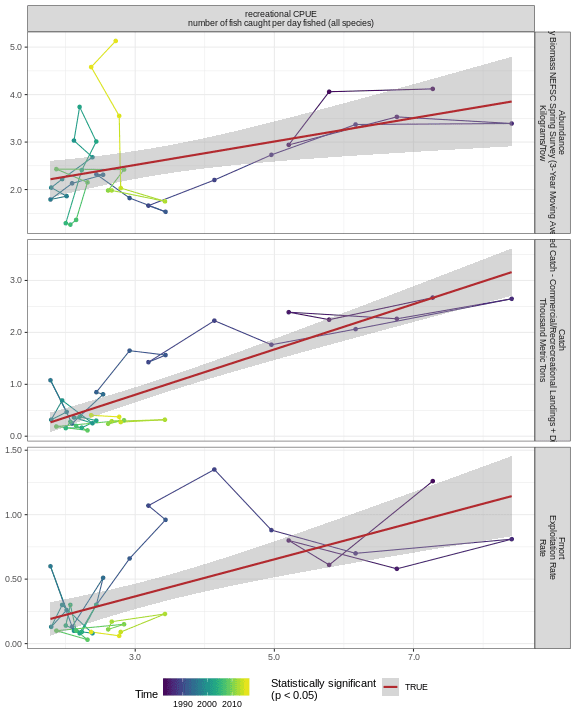 recreational CPUE
number of fish caught per day fished (all species)
5.0
4.0
3.0
2.0
Abundance
Biomass NEFSC Spring Survey (3-Year Moving
Kilograms/Tow
3.0
2.0
1.0
0.0
Catch
Catch - Commercial/Recreational Landings +
Thousand Metric Tons
1.50
1.00
0.50
0.00
Fmort
Exploitation Rate
Rate
3.0 5.0 7.0
Time
1990 2000 2010
Statistically significant
(p < 0.05)
TRUE